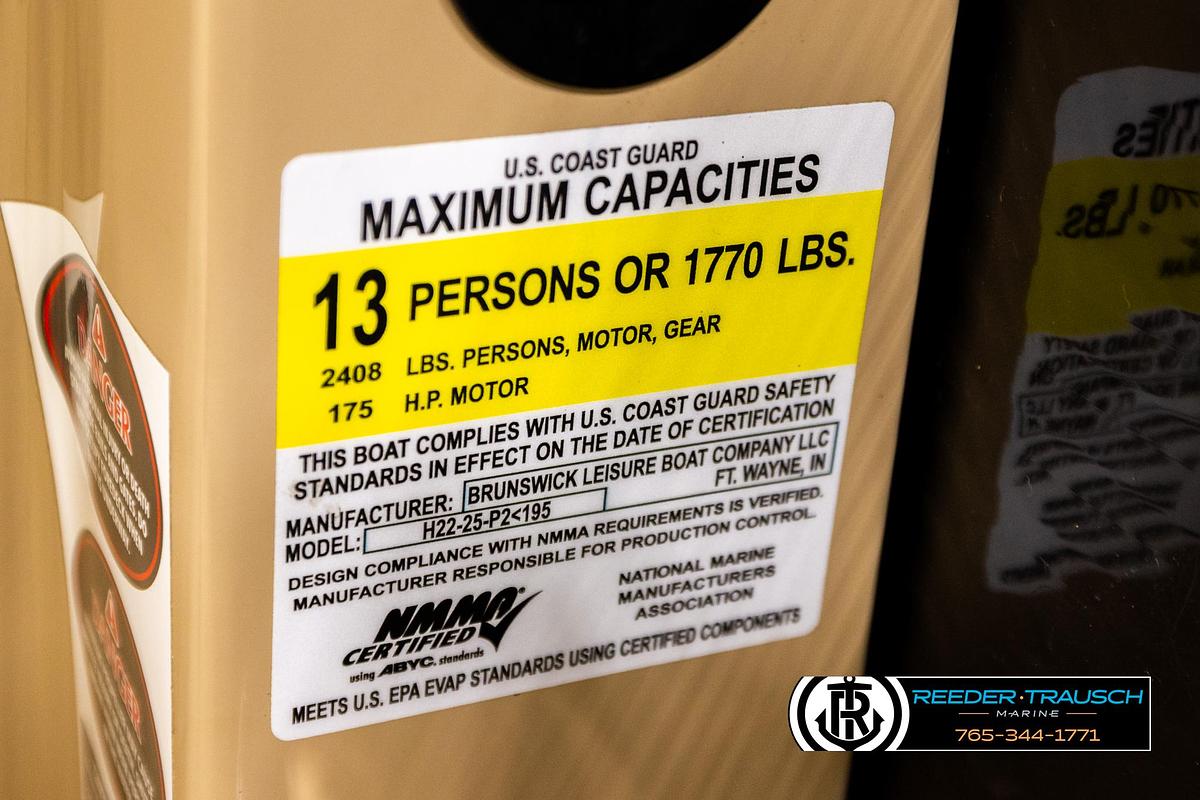 U.S. COAST GUARD
MAXIMUM CAPACITIES
13 PERSONS OR 1770 LBS.
2408 LBS. PERSONS, MOTOR, GEAR
175 H.P. MOTOR
THIS BOAT COMPLIES WITH U.S. COAST GUARD SAFETY
STANDARDS IN EFFECT ON THE DATE OF CERTIFICATION
MANUFACTURER: BRUNSWICK LEISURE BOAT COMPANY LLC
FT. WAYNE, IN
MODEL: H22-25-P2<195
DESIGN COMPLIANCE WITH NMMA REQUIREMENTS IS VERIFIED.
MANUFACTURER RESPONSIBLE FOR PRODUCTION CONTROL.
NMMA®
CERTIFIED
using ABYC. standards
NATIONAL MARINE
MANUFACTURERS
ASSOCIATION
MEETS U.S. EPA EVAP STANDARDS USING CERTIFIED COMPONENTS
DANGER
REEDER·TRAUSCH
MARINE
765-344-1771